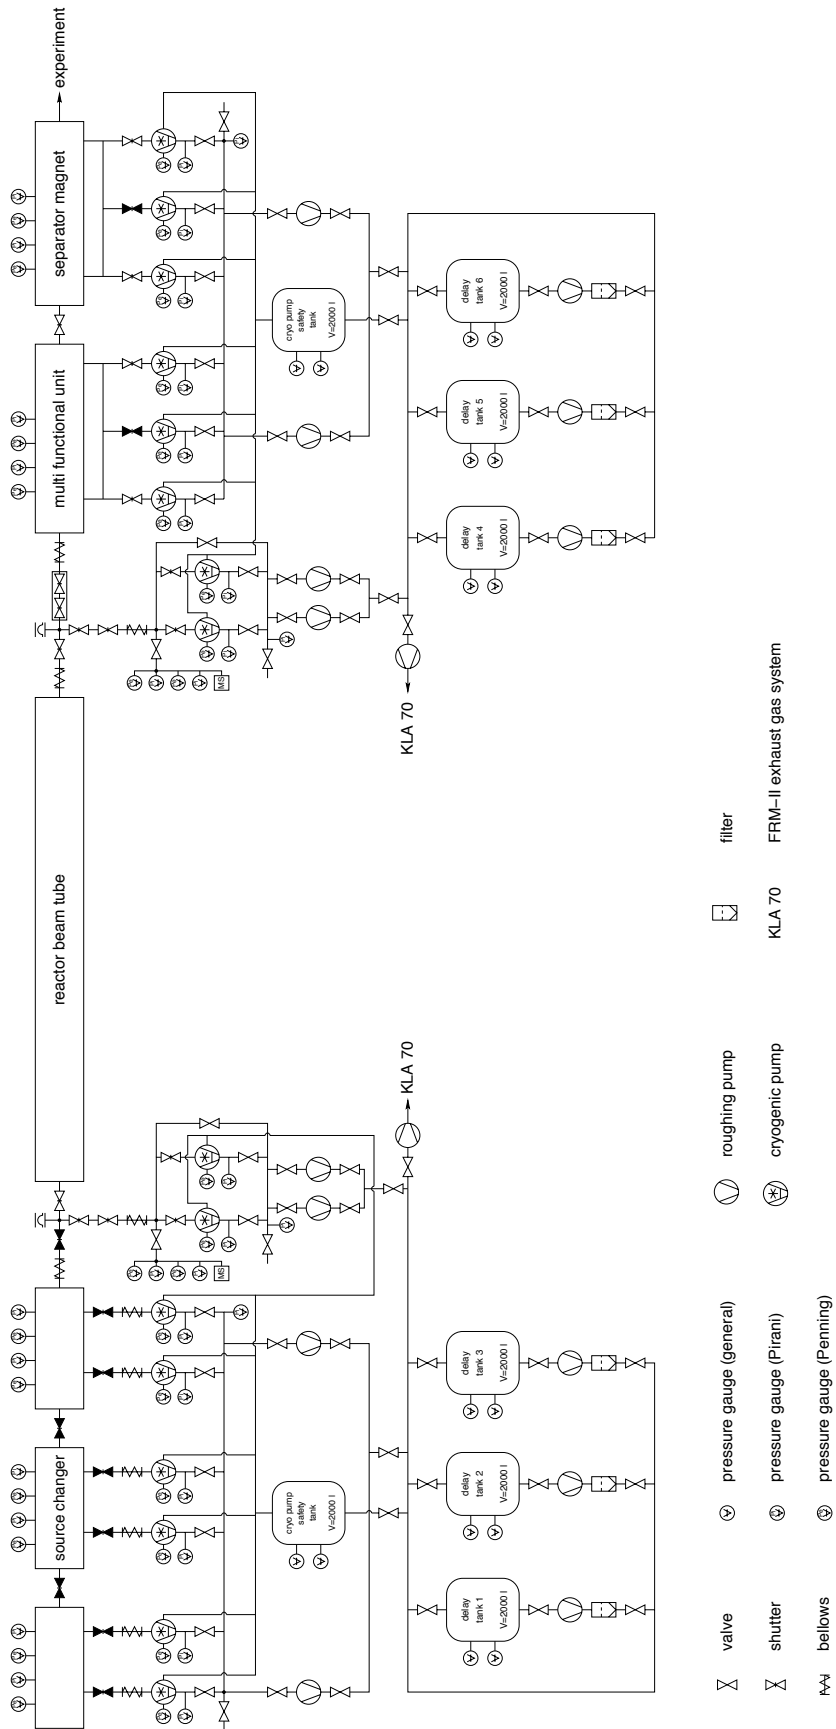 source changer
reactor beam tube
multi functional unit
separator magnet
experiment
MS
MS
cryo pump
safety
tank
V=2000 l
cryo pump
safety
tank
V=2000 l
KLA 70
KLA 70
delay
tank 1
V=2000 l
delay
tank 2
V=2000 l
delay
tank 3
V=2000 l
delay
tank 4
V=2000 l
delay
tank 5
V=2000 l
delay
tank 6
V=2000 l
valve
pressure gauge (general)
roughing pump
filter
shutter
pressure gauge (Pirani)
cryogenic pump
KLA 70
FRM−II exhaust gas system
bellows
pressure gauge (Penning)